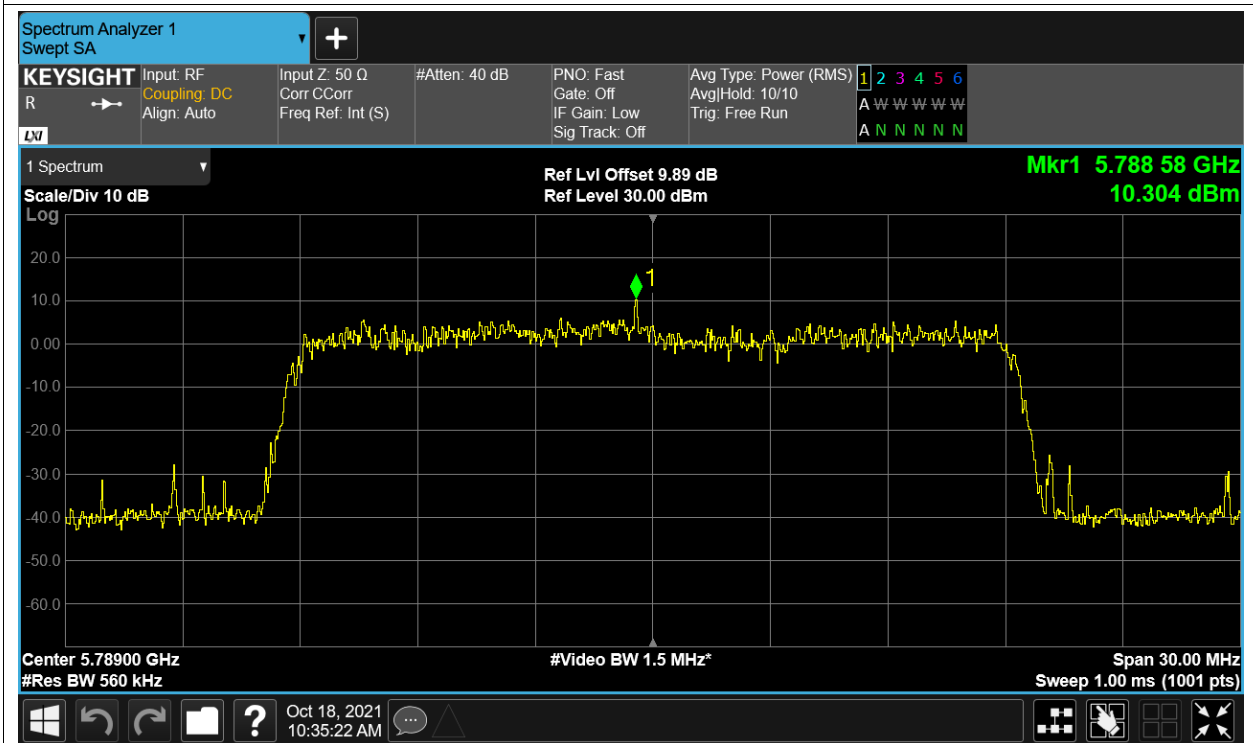 Spectrum Analyzer 1
Swept SA
KEYSIGHT
R
LXI
Input: RF
Coupling: DC
Align: Auto
Input Z: 50 Ω
Corr CCorr
Freq Ref: Int (S)
#Atten: 40 dB
PNO: Fast
Gate: Off
IF Gain: Low
Sig Track: Off
Avg Type: Power (RMS)
Avg|Hold: 10/10
Trig: Free Run
1 2 3 4 5 6
A W W W W W
A N N N N N
1 Spectrum
Scale/Div 10 dB
Log
Ref Lvl Offset 9.89 dB
Ref Level 30.00 dBm
Mkr1 5.788 58 GHz
10.304 dBm
20.0
10.0
0.00
-10.0
-20.0
-30.0
-40.0
-50.0
-60.0
1
Center 5.78900 GHz
#Res BW 560 kHz
#Video BW 1.5 MHz*
Span 30.00 MHz
Sweep 1.00 ms (1001 pts)
?
Oct 18, 2021
10:35:22 AM